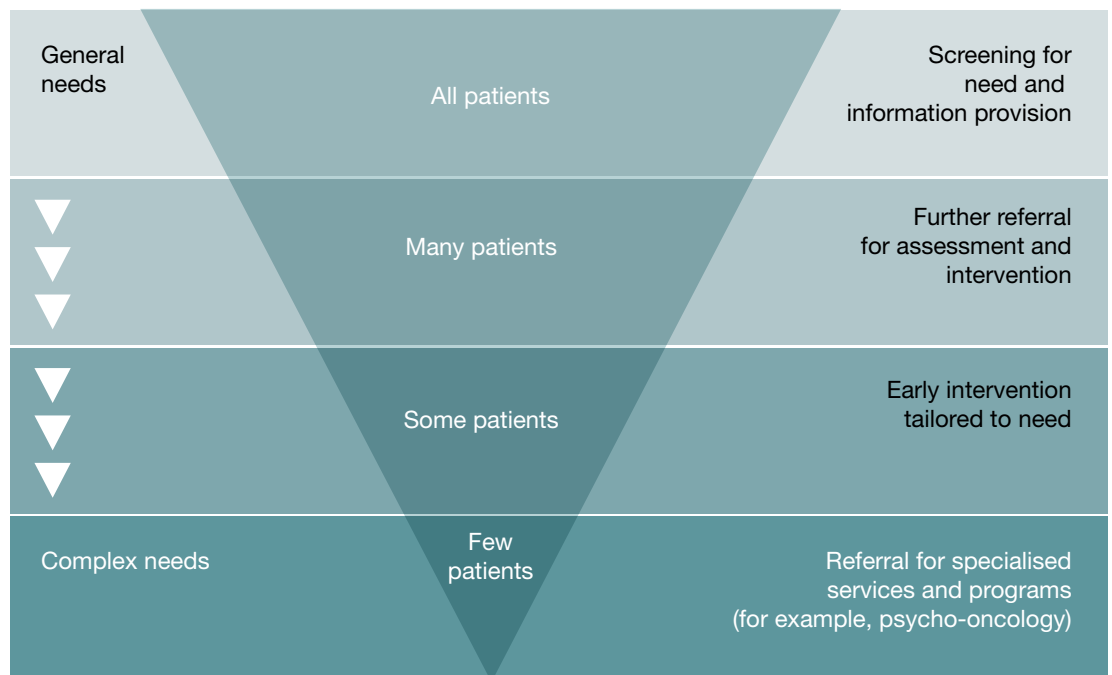 General
needs
All patients
Screening for
need and
information provision
Many patients
Further referral
for assessment and
intervention
Some patients
Early intervention
tailored to need
Complex needs
Few
patients
Referral for specialised
services and programs
(for example, psycho-oncology)